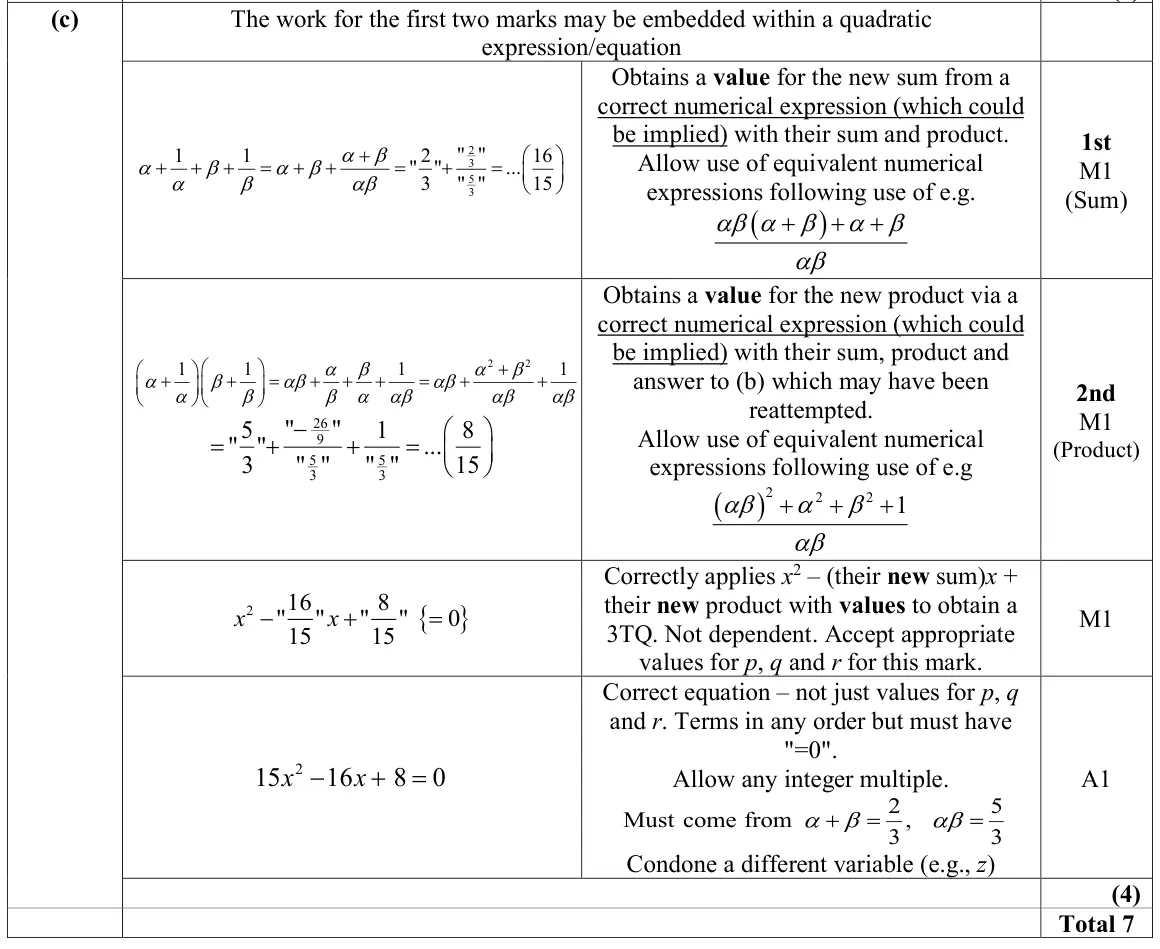 (c)
The work for the first two marks may be embedded within a quadratic
expression/equation
α + 1/α + β + 1/β = α + β + (α + β)/(αβ) = "2/3" + ("2/3")/("5/3") = ...(16/15)
Obtains a value for the new sum from a
correct numerical expression (which could
be implied) with their sum and product.
Allow use of equivalent numerical
expressions following use of e.g.
(αβ(α + β) + α + β)/(αβ)
1st
M1
(Sum)
(α + 1/α)(β + 1/β) = αβ + α/β + β/α + 1/(αβ) = αβ + (α² + β²)/(αβ) + 1/(αβ)
= "5/3" + ("− 26/9")/("5/3") + 1/("5/3") = ...(8/15)
Obtains a value for the new product via a
correct numerical expression (which could
be implied) with their sum, product and
answer to (b) which may have been
reattempted.
Allow use of equivalent numerical
expressions following use of e.g
((αβ)² + α² + β² + 1)/(αβ)
2nd
M1
(Product)
x² − "16/15" x + "8/15" {= 0}
Correctly applies x² – (their new sum)x +
their new product with values to obtain a
3TQ. Not dependent. Accept appropriate
values for p, q and r for this mark.
M1
15x² − 16x + 8 = 0
Correct equation – not just values for p, q
and r. Terms in any order but must have
"=0".
Allow any integer multiple.
Must come from α + β = 2/3, αβ = 5/3
Condone a different variable (e.g., z)
A1
(4)
Total 7